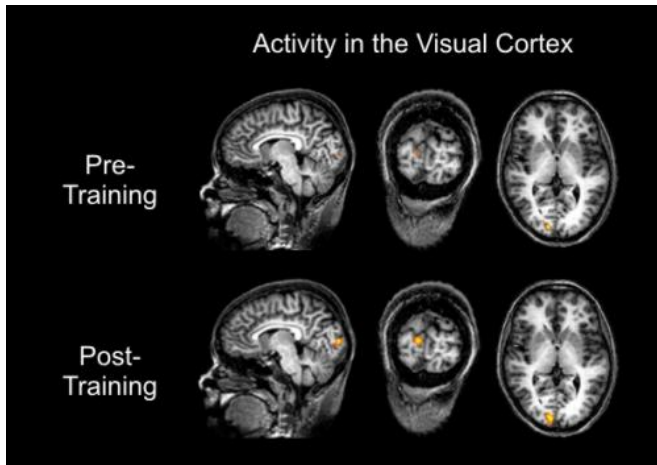 Activity in the Visual Cortex
Pre-
Training
Post-
Training